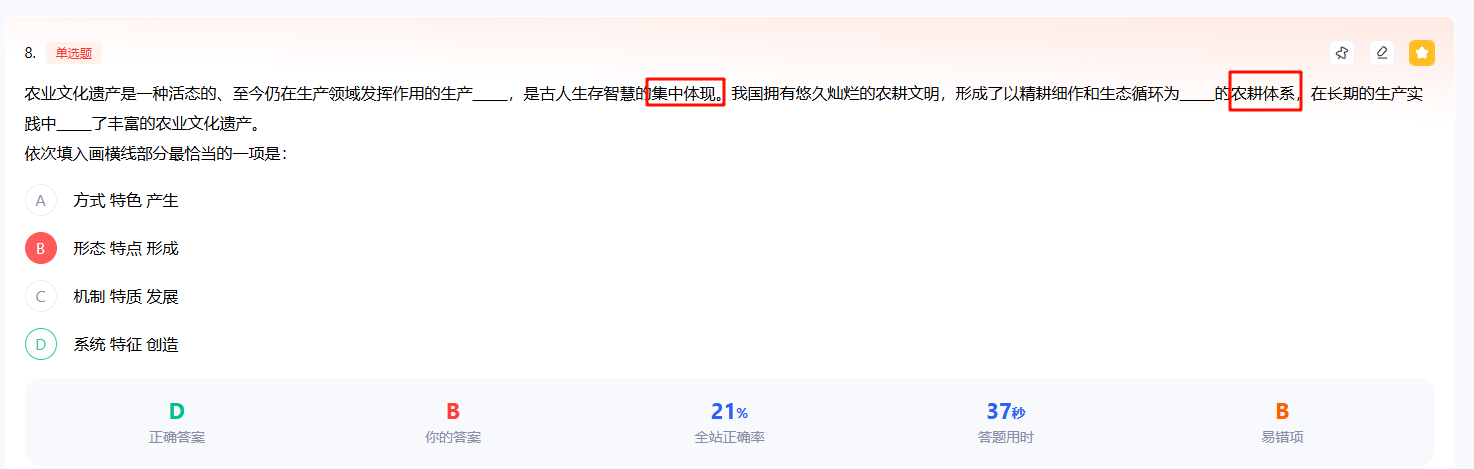 8. 单选题
农业文化遗产是一种活态的、至今仍在生产领域发挥作用的生产_____，是古人生存智慧的集中体现。我国拥有悠久灿烂的农耕文明，形成了以精耕细作和生态循环为_____的农耕体系，在长期的生产实
践中_____了丰富的农业文化遗产。
依次填入画横线部分最恰当的一项是：
A 方式 特色 产生
B 形态 特点 形成
C 机制 特质 发展
D 系统 特征 创造
D B 21% 37秒 B
正确答案 你的答案 全站正确率 答题用时 易错项